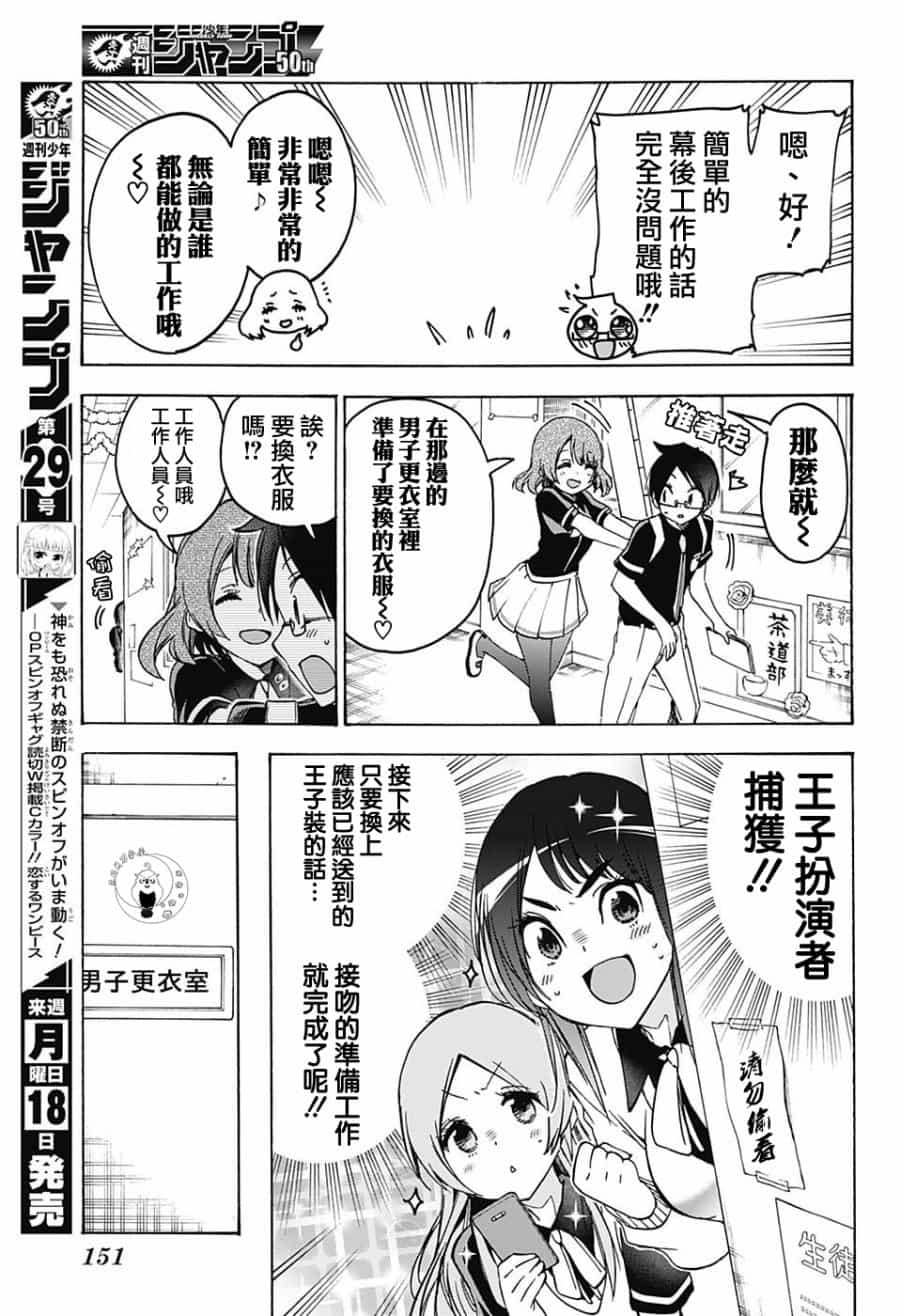 週刊
少年
ジャンプ
50th
嗯、好！
簡單的
幕後工作的話
完全沒問題哦!!
嗯嗯～
非常非常的
簡單♪
無論是誰
都能做的工作哦
～♡
那麼就～
推著走
在那邊的
男子更衣室裡
準備了要換的衣服
～♡
茶道部
誒？
要換衣服
嗎!?
工作人員哦
工作人員～♡
偷看
王子扮演者
捕獲!!
接下來
只要換上
應該已經送到的
王子裝的話…
接吻的準備工作
就完成了呢!!
請勿偷看
生徒
男子更衣室
50th
週刊少年
ジャンプ
第
29
号
▼神をも恐れぬ禁断のスピンオフがいま動く！
―OPスピンオフギャグ読切W掲載Cカラー!! 恋するワンピース
来週
月
曜日
18
日
発売
151